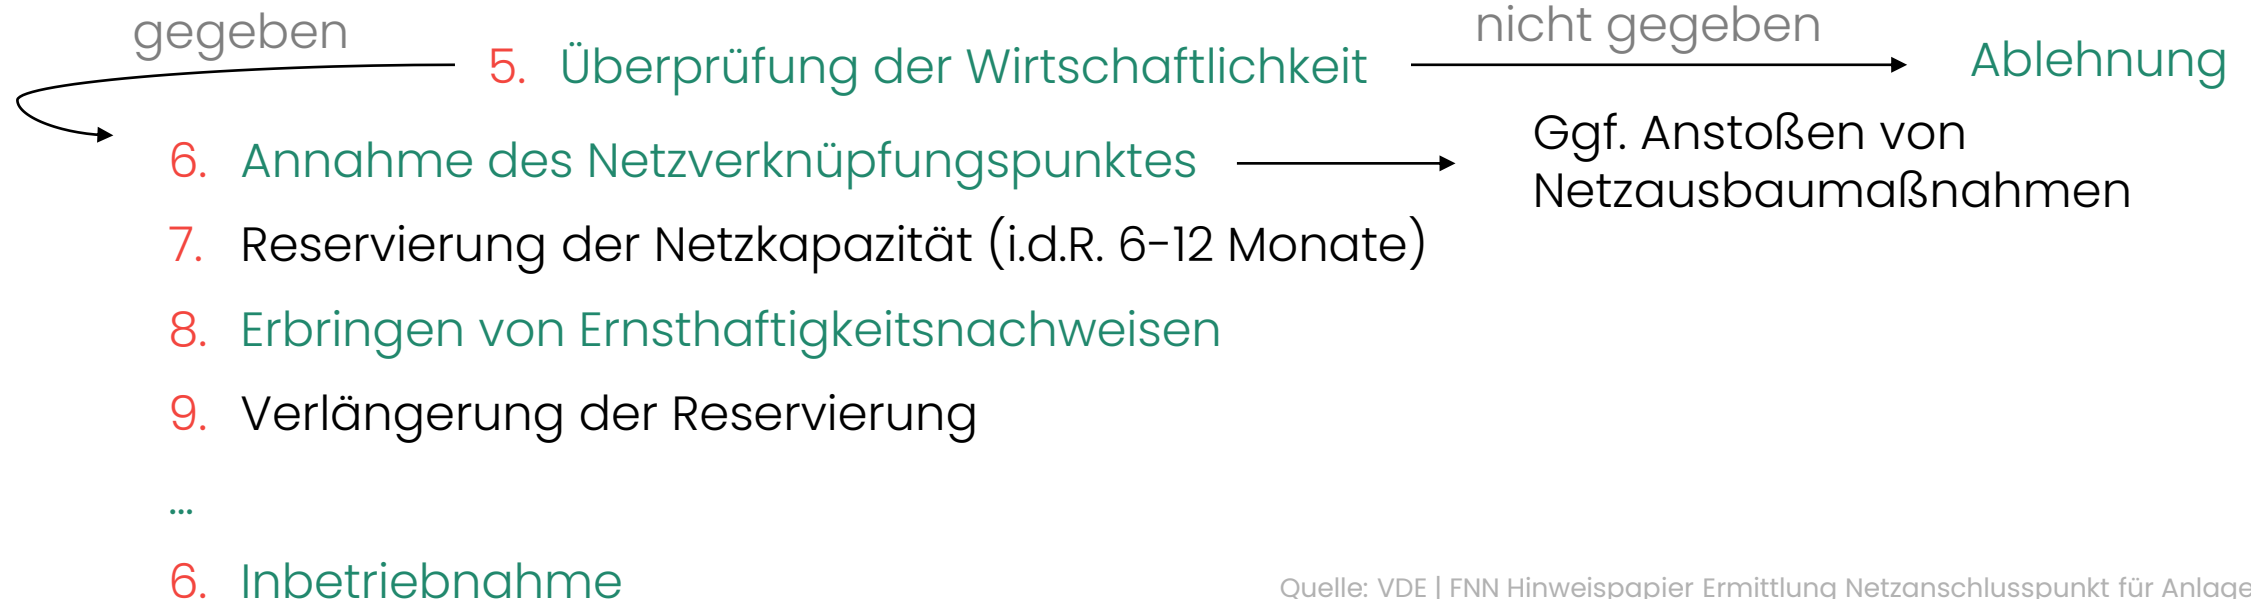 gegeben
nicht gegeben
5. Überprüfung der Wirtschaftlichkeit
Ablehnung
6. Annahme des Netzverknüpfungspunktes
Ggf. Anstoßen von
Netzausbaumaßnahmen
7. Reservierung der Netzkapazität (i.d.R. 6-12 Monate)
8. Erbringen von Ernsthaftigkeitsnachweisen
9. Verlängerung der Reservierung
...
6. Inbetriebnahme
Quelle: VDE | FNN Hinweispapier Ermittlung Netzanschlusspunkt für Anlage